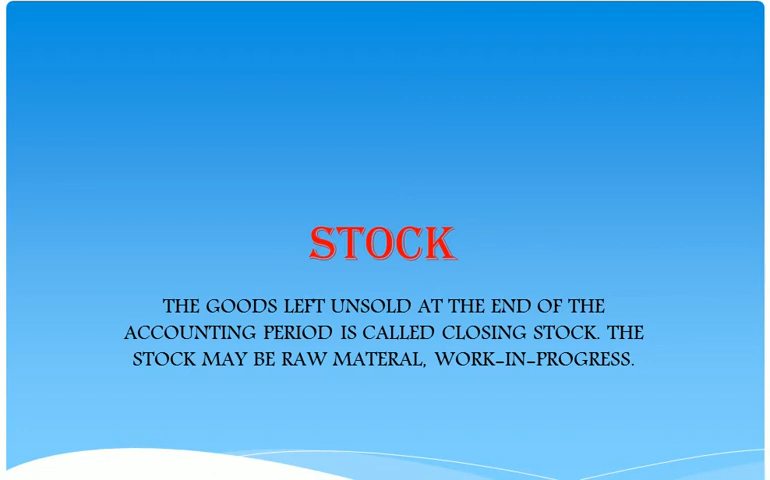 STOCK
THE GOODS LEFT UNSOLD AT THE END OF THE
ACCOUNTING PERIOD IS CALLED CLOSING STOCK. THE
STOCK MAY BE RAW MATERAL, WORK-IN-PROGRESS.